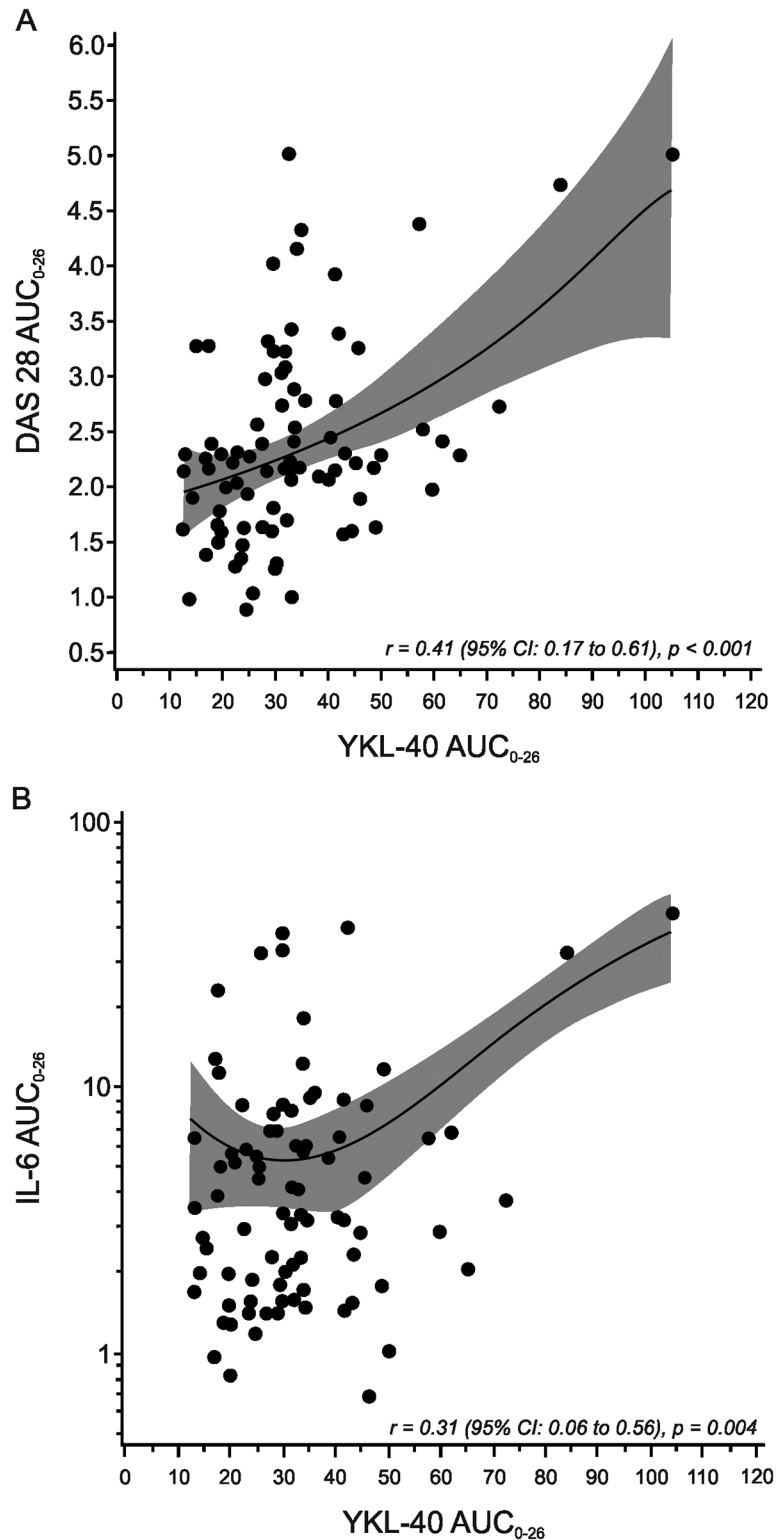 A
6.0
5.5
5.0
4.5
4.0
3.5
3.0
2.5
2.0
1.5
1.0
0.5
DAS 28 AUC0-26
r = 0.41 (95% CI: 0.17 to 0.61), p < 0.001
0 10 20 30 40 50 60 70 80 90 100 110 120
YKL-40 AUC0-26
B
100
10
1
IL-6 AUC0-26
r = 0.31 (95% CI: 0.06 to 0.56), p = 0.004
0 10 20 30 40 50 60 70 80 90 100 110 120
YKL-40 AUC0-26